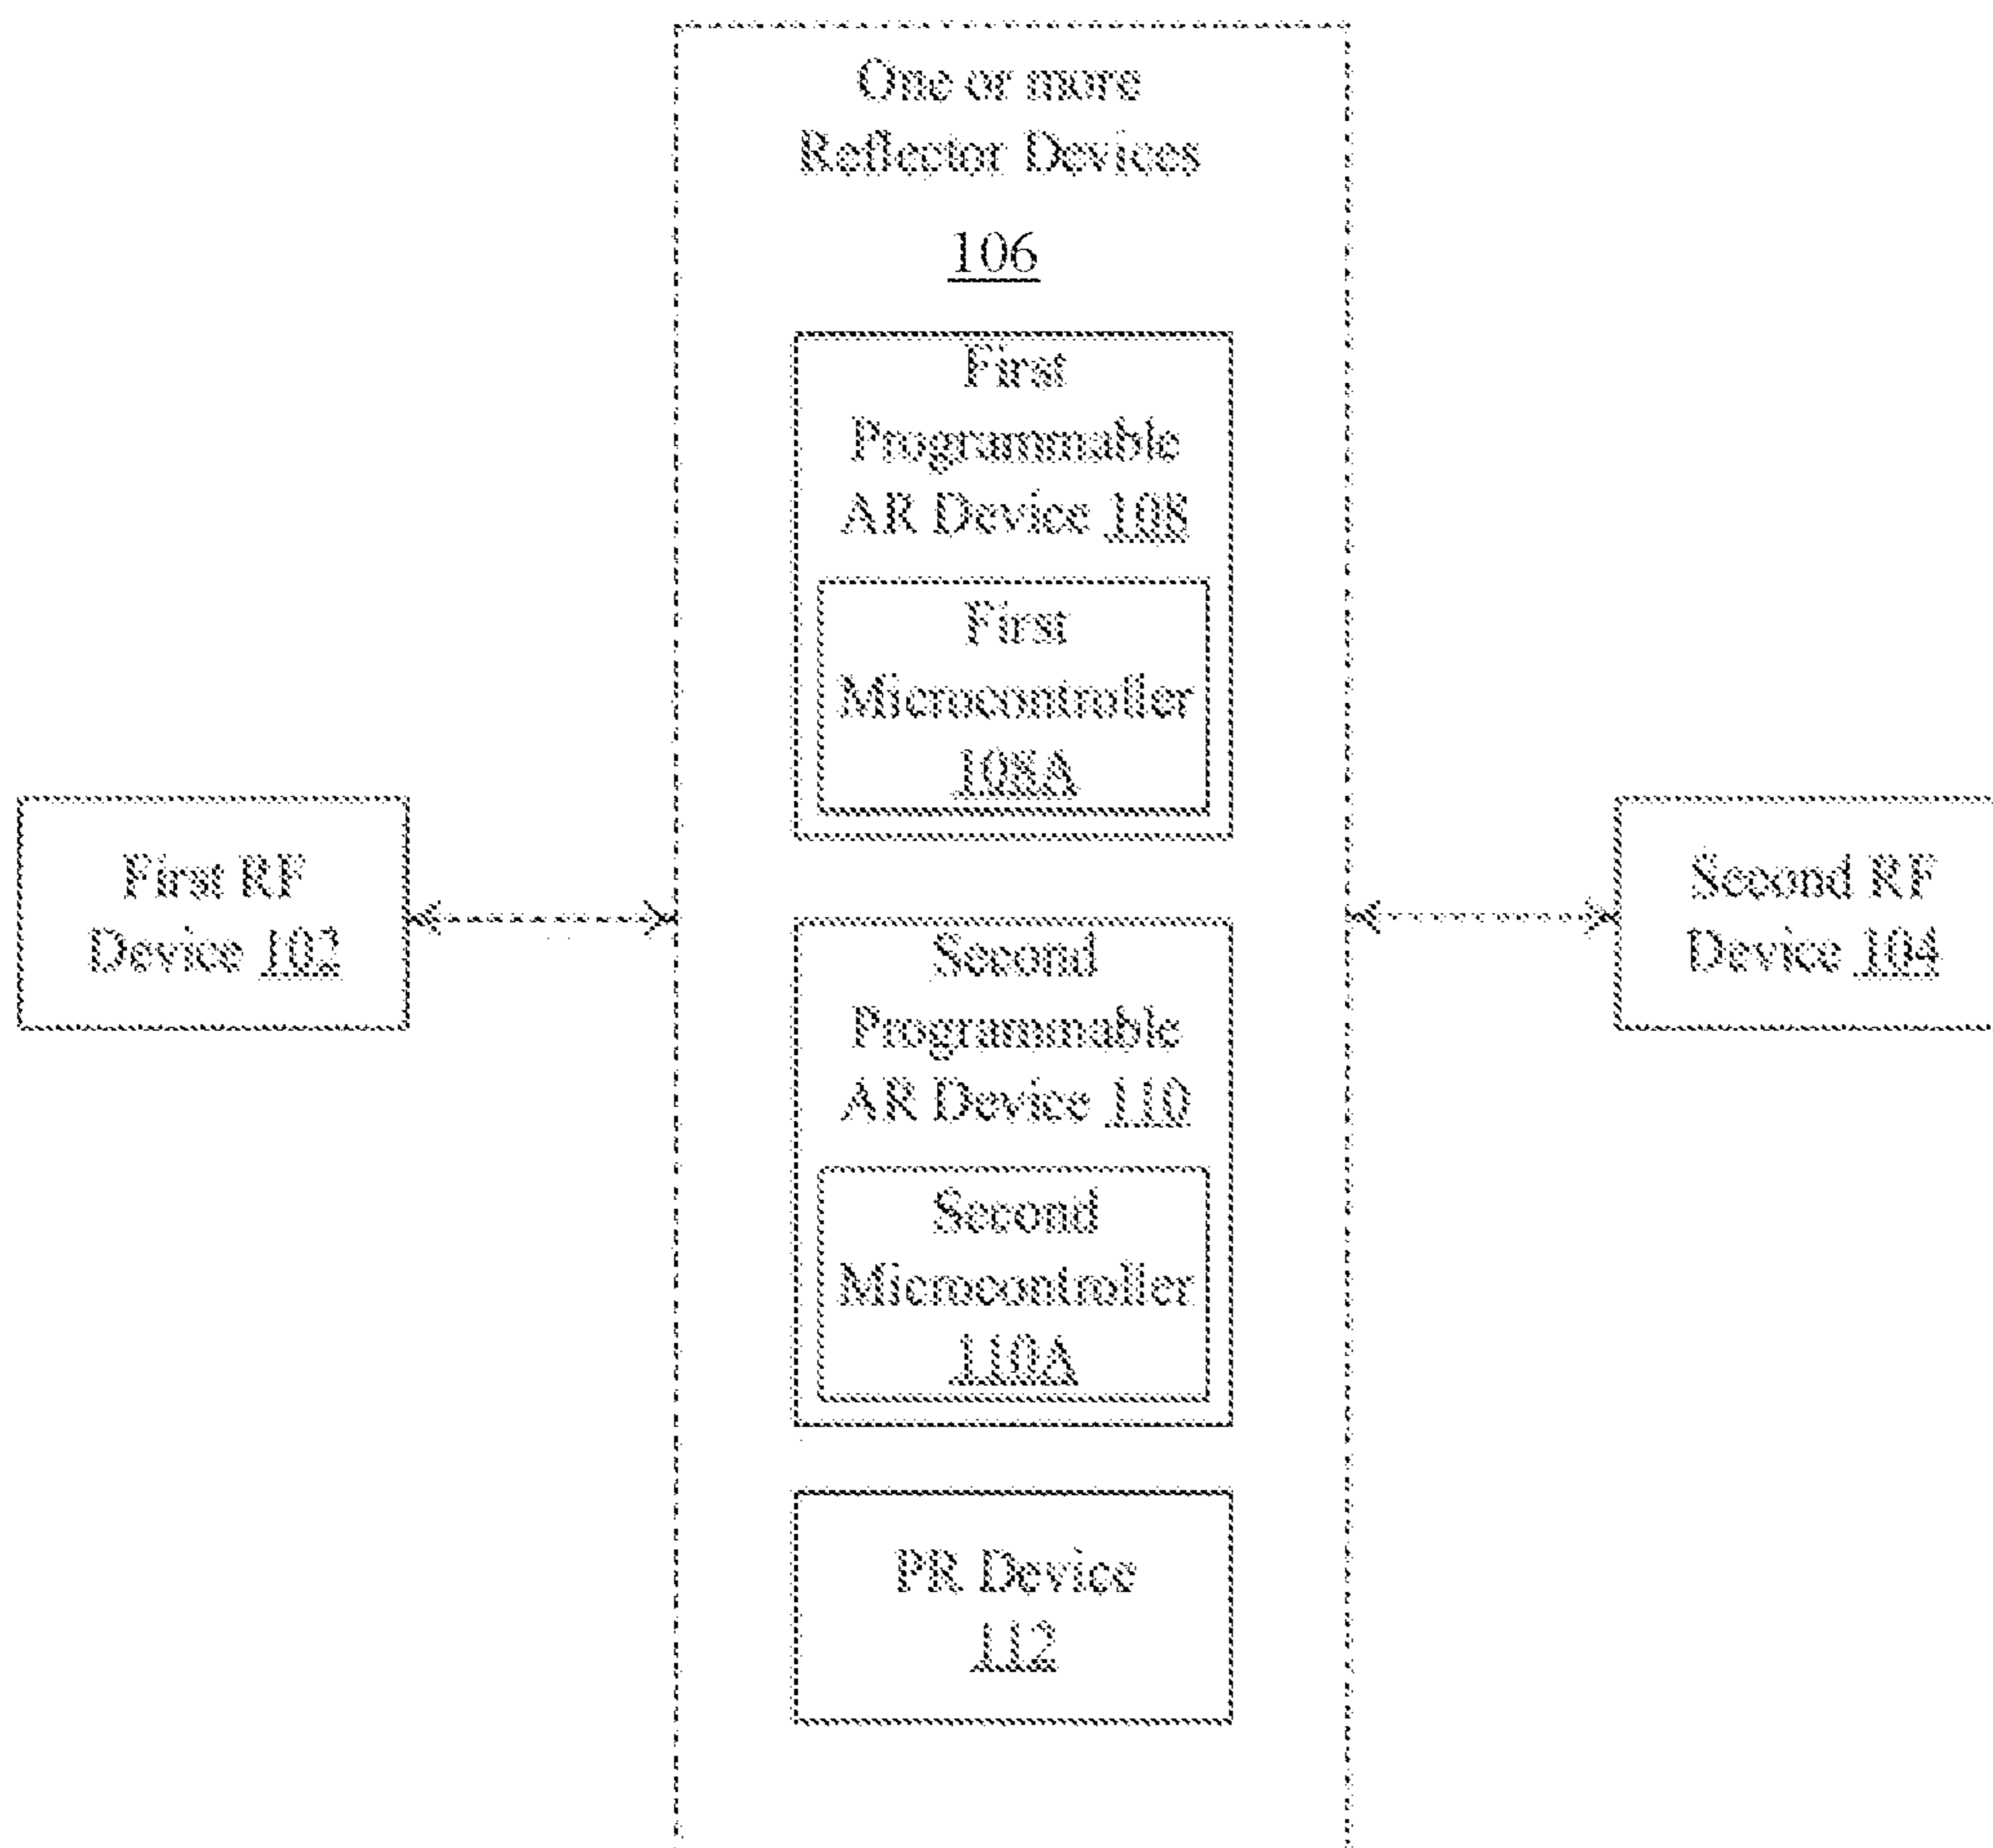 One or more
Reflector Devices
106
First
Programmable
AR Device 108
First
Microcontroller
108A
First RF
Device 102
Second RF
Device 104
Second
Programmable
AR Device 110
Second
Microcontroller
110A
PR Device
112